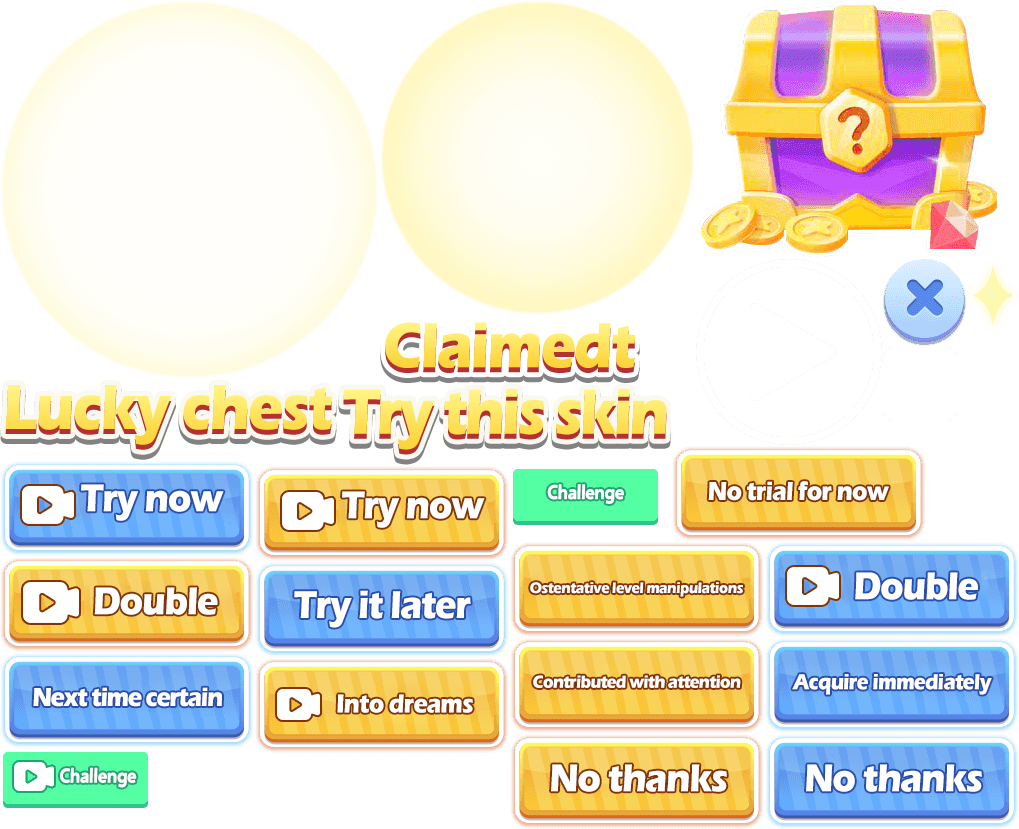 ?
Claimedt
Lucky chest
Try this skin
Try now
Try now
Challenge
No trial for now
Double
Try it later
Ostentative level manipulations
Double
Next time certain
Into dreams
Contributed with attention
Acquire immediately
Challenge
No thanks
No thanks